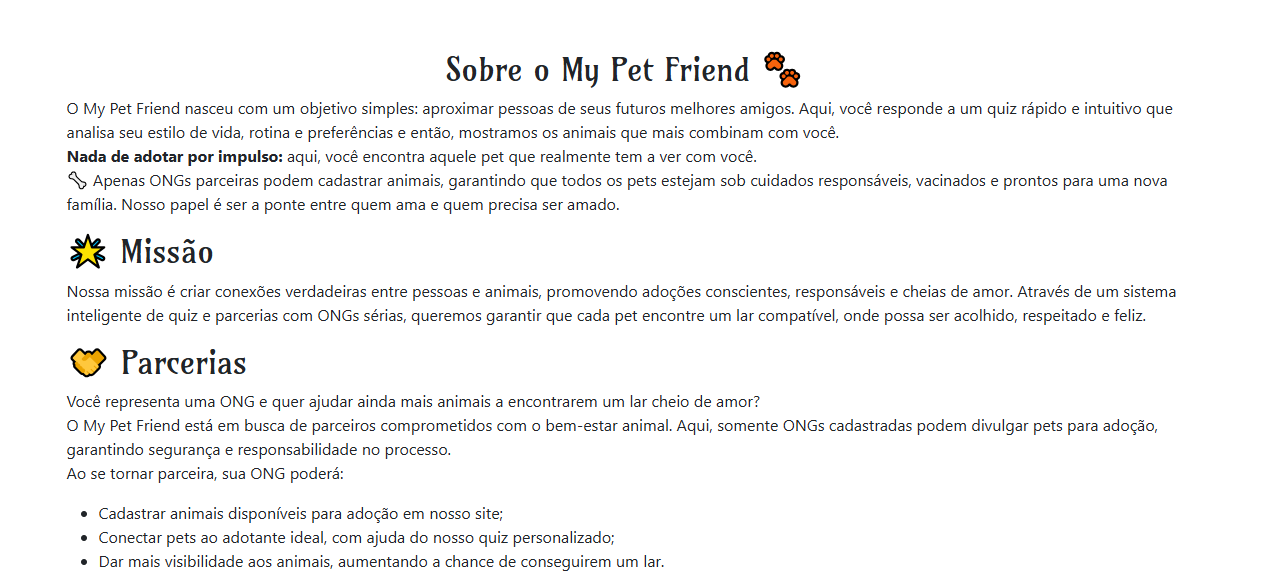 Sobre o My Pet Friend
O My Pet Friend nasceu com um objetivo simples: aproximar pessoas de seus futuros melhores amigos. Aqui, você responde a um quiz rápido e intuitivo que
analisa seu estilo de vida, rotina e preferências e então, mostramos os animais que mais combinam com você.
Nada de adotar por impulso: aqui, você encontra aquele pet que realmente tem a ver com você.
Apenas ONGs parceiras podem cadastrar animais, garantindo que todos os pets estejam sob cuidados responsáveis, vacinados e prontos para uma nova
família. Nosso papel é ser a ponte entre quem ama e quem precisa ser amado.
Missão
Nossa missão é criar conexões verdadeiras entre pessoas e animais, promovendo adoções conscientes, responsáveis e cheias de amor. Através de um sistema
inteligente de quiz e parcerias com ONGs sérias, queremos garantir que cada pet encontre um lar compatível, onde possa ser acolhido, respeitado e feliz.
Parcerias
Você representa uma ONG e quer ajudar ainda mais animais a encontrarem um lar cheio de amor?
O My Pet Friend está em busca de parceiros comprometidos com o bem-estar animal. Aqui, somente ONGs cadastradas podem divulgar pets para adoção,
garantindo segurança e responsabilidade no processo.
Ao se tornar parceira, sua ONG poderá:
• Cadastrar animais disponíveis para adoção em nosso site;
• Conectar pets ao adotante ideal, com ajuda do nosso quiz personalizado;
• Dar mais visibilidade aos animais, aumentando a chance de conseguirem um lar.